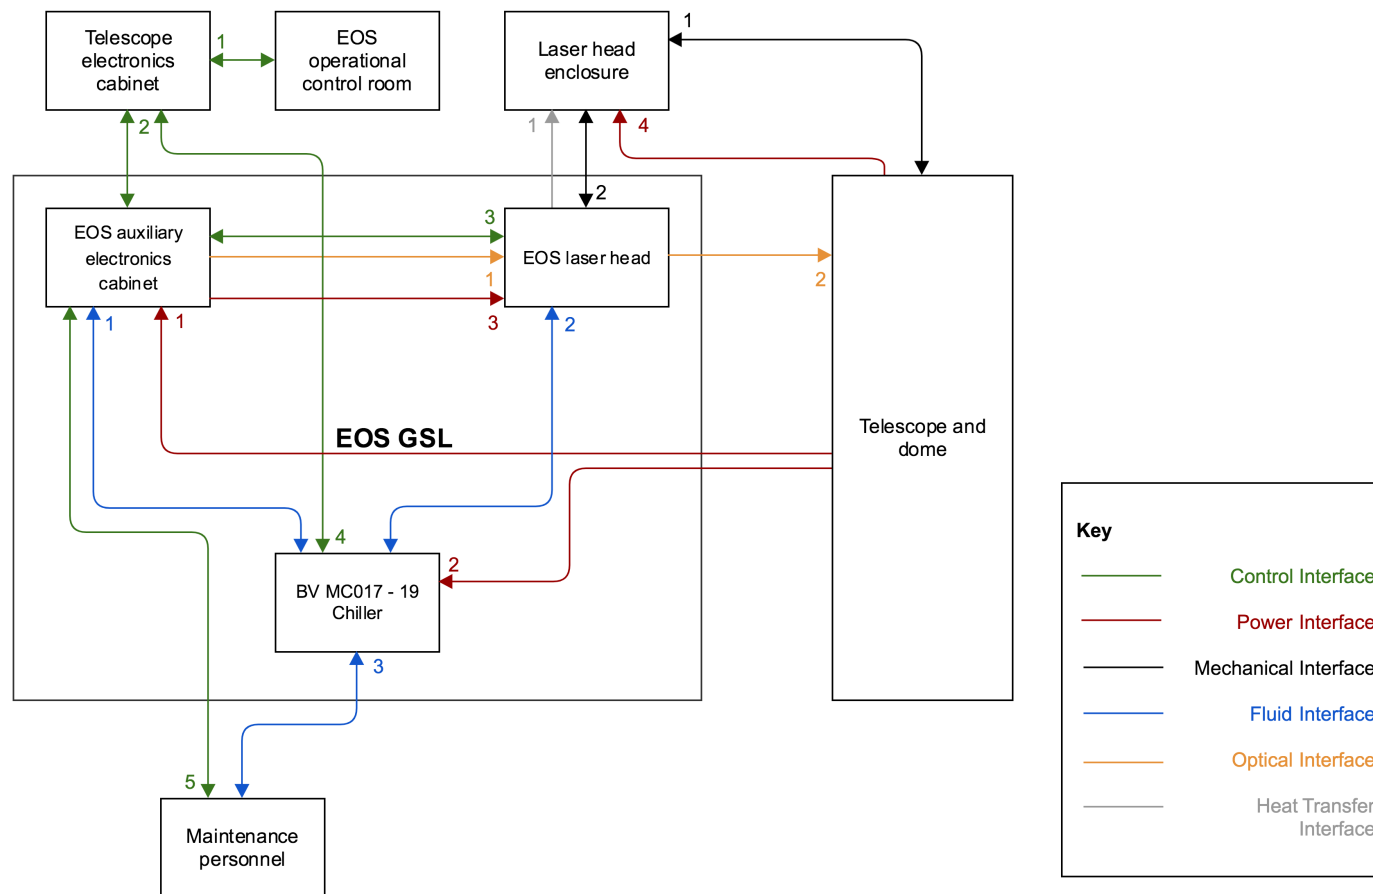 Telescope
electronics
cabinet
1
EOS
operational
control room
Laser head
enclosure
1
2
1
4
2
EOS auxiliary
electronics
cabinet
3
1
3
EOS laser head
2
1
1
2
EOS GSL
Telescope and
dome
4
2
BV MC017 - 19
Chiller
3
5
Maintenance
personnel
Key
Control Interface
Power Interface
Mechanical Interface
Fluid Interface
Optical Interface
Heat Transfer
Interface